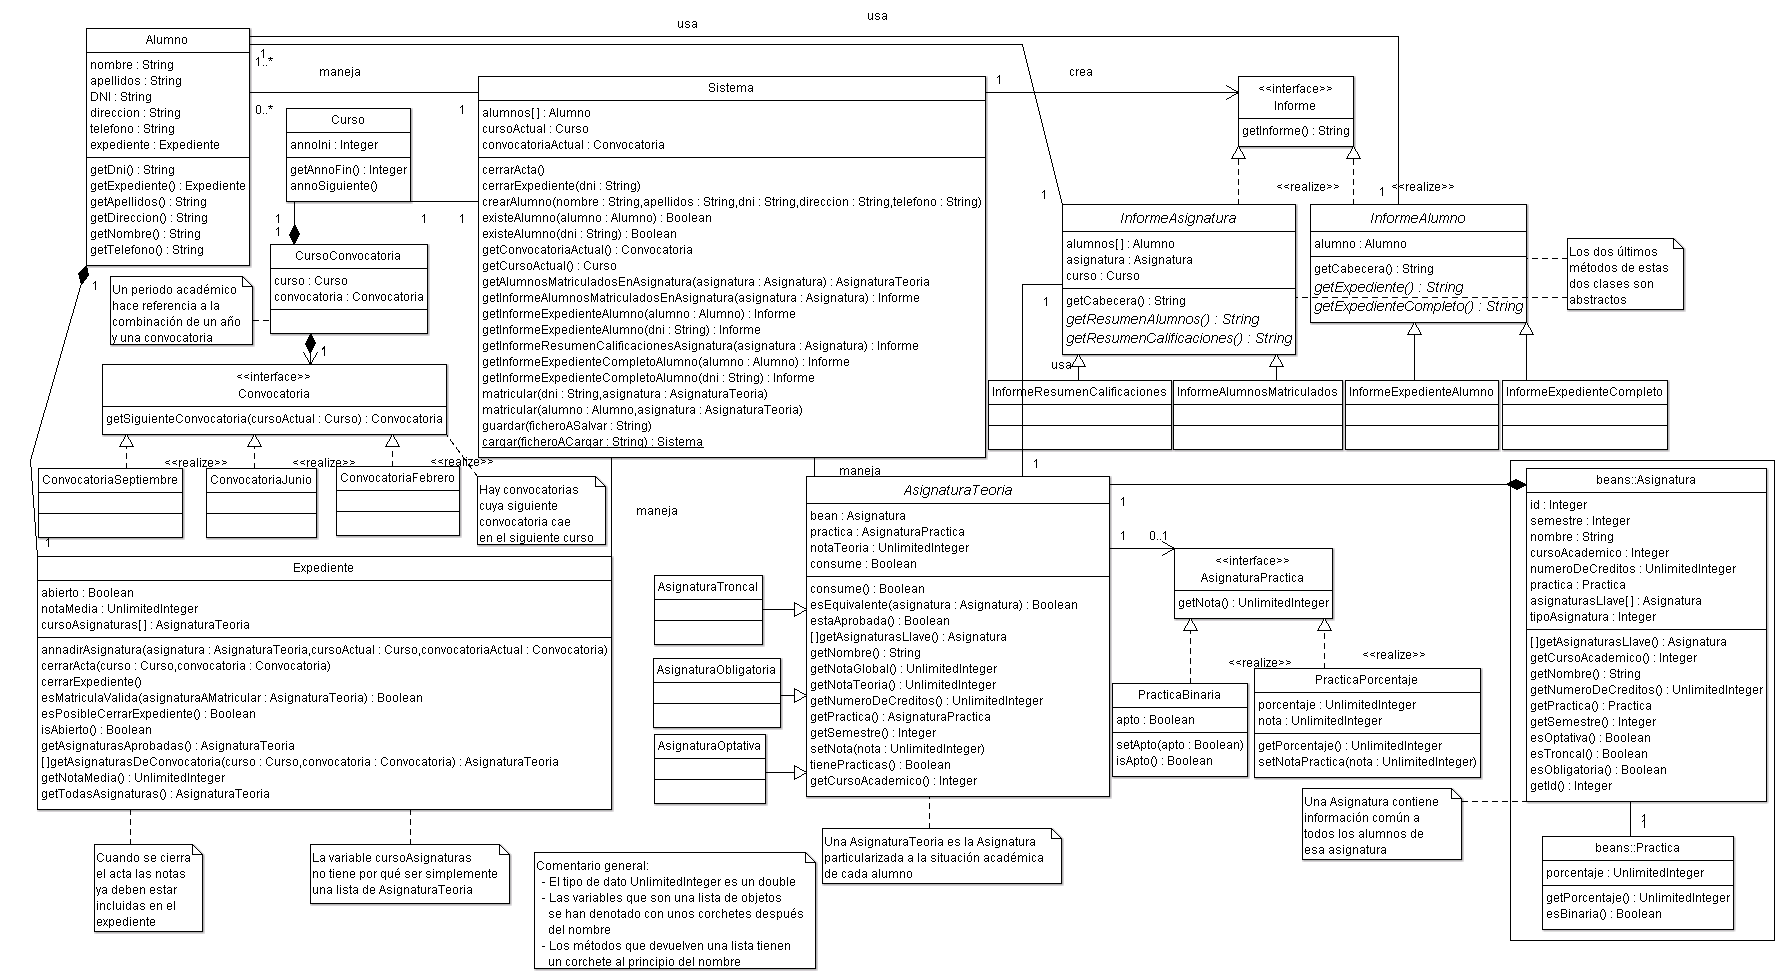 usa
usa
Alumno
nombre : String
apellidos : String
DNI : String
direccion : String
telefono : String
expediente : Expediente
getDni() : String
getExpediente() : Expediente
getApellidos() : String
getDireccion() : String
getNombre() : String
getTelefono() : String
1
1..*
maneja
0..*
1
Curso
annoIni : Integer
getAnnoFin() : Integer
annoSiguiente()
1
1
1
1
CursoConvocatoria
curso : Curso
convocatoria : Convocatoria
1
Un periodo académico
hace referencia a la
combinación de un año
y una convocatoria
1
<<interface>>
Convocatoria
getSiguienteConvocatoria(cursoActual : Curso) : Convocatoria
<<realize>>
<<realize>>
<<realize>>
ConvocatoriaSeptiembre
ConvocatoriaJunio
ConvocatoriaFebrero
Hay convocatorias
cuya siguiente
convocatoria cae
en el siguiente curso
Sistema
alumnos[] : Alumno
cursoActual : Curso
convocatoriaActual : Convocatoria
cerrarActa()
cerrarExpediente(dni : String)
crearAlumno(nombre : String,apellidos : String,dni : String,direccion : String,telefono : String)
existeAlumno(alumno : Alumno) : Boolean
existeAlumno(dni : String) : Boolean
getConvocatoriaActual() : Convocatoria
getCursoActual() : Curso
getAlumnosMatriculadosEnAsignatura(asignatura : Asignatura) : AsignaturaTeoria
getInformeAlumnosMatriculadosEnAsignatura(asignatura : Asignatura) : Informe
getInformeExpedienteAlumno(alumno : Alumno) : Informe
getInformeExpedienteAlumno(dni : String) : Informe
getInformeResumenCalificacionesAsignatura(asignatura : Asignatura) : Informe
getInformeExpedienteCompletoAlumno(alumno : Alumno) : Informe
getInformeExpedienteCompletoAlumno(dni : String) : Informe
matricular(dni : String,asignatura : AsignaturaTeoria)
matricular(alumno : Alumno,asignatura : AsignaturaTeoria)
guardar(ficheroASalvar : String)
cargar(ficheroACargar : String) : Sistema
1
crea
<<interface>>
Informe
getInforme() : String
<<realize>>
<<realize>>
1
1
InformeAsignatura
alumnos[] : Alumno
asignatura : Asignatura
curso : Curso
getCabecera() : String
getResumenAlumnos() : String
getResumenCalificaciones() : String
InformeAlumno
alumno : Alumno
getCabecera() : String
getExpediente() : String
getExpedienteCompleto() : String
Los dos últimos
métodos de estas
dos clases son
abstractos
1
usa
InformeResumenCalificaciones
InformeAlumnosMatriculados
InformeExpedienteAlumno
InformeExpedienteCompleto
1
maneja
maneja
1
Expediente
abierto : Boolean
notaMedia : UnlimitedInteger
cursoAsignaturas[] : AsignaturaTeoria
annadirAsignatura(asignatura : AsignaturaTeoria,cursoActual : Curso,convocatoriaActual : Convocatoria)
cerrarActa(curso : Curso,convocatoria : Convocatoria)
cerrarExpediente()
esMatriculaValida(asignaturaAMatricular : AsignaturaTeoria) : Boolean
esPosibleCerrarExpediente() : Boolean
isAbierto() : Boolean
getAsignaturasAprobadas() : AsignaturaTeoria
[]getAsignaturasDeConvocatoria(curso : Curso,convocatoria : Convocatoria) : AsignaturaTeoria
getNotaMedia() : UnlimitedInteger
getTodasAsignaturas() : AsignaturaTeoria
Cuando se cierra
el acta las notas
ya deben estar
incluidas en el
expediente
La variable cursoAsignaturas
no tiene por qué ser simplemente
una lista de AsignaturaTeoria
Comentario general:
- El tipo de dato UnlimitedInteger es un double
- Las variables que son una lista de objetos
se han denotado con unos corchetes después
del nombre
- Los métodos que devuelven una lista tienen
un corchete al principio del nombre
AsignaturaTroncal
AsignaturaObligatoria
AsignaturaOptativa
AsignaturaTeoria
bean : Asignatura
practica : AsignaturaPractica
notaTeoria : UnlimitedInteger
consume : Boolean
consume() : Boolean
esEquivalente(asignatura : Asignatura) : Boolean
estaAprobada() : Boolean
[]getAsignaturasLlave() : Asignatura
getNombre() : String
getNotaGlobal() : UnlimitedInteger
getNotaTeoria() : UnlimitedInteger
getNumeroDeCreditos() : UnlimitedInteger
getPractica() : AsignaturaPractica
getSemestre() : Integer
setNota(nota : UnlimitedInteger)
tienePracticas() : Boolean
getCursoAcademico() : Integer
Una AsignaturaTeoria es la Asignatura
particularizada a la situación académica
de cada alumno
1
1
0..1
<<interface>>
AsignaturaPractica
getNota() : UnlimitedInteger
<<realize>>
<<realize>>
PracticaBinaria
apto : Boolean
setApto(apto : Boolean)
isApto() : Boolean
PracticaPorcentaje
porcentaje : UnlimitedInteger
nota : UnlimitedInteger
getPorcentaje() : UnlimitedInteger
setNotaPractica(nota : UnlimitedInteger)
Una Asignatura contiene
información común a
todos los alumnos de
esa asignatura
beans::Asignatura
id : Integer
semestre : Integer
nombre : String
cursoAcademico : Integer
numeroDeCreditos : UnlimitedInteger
practica : Practica
asignaturasLlave[] : Asignatura
tipoAsignatura : Integer
[]getAsignaturasLlave() : Asignatura
getCursoAcademico() : Integer
getNombre() : String
getNumeroDeCreditos() : UnlimitedInteger
getPractica() : Practica
getSemestre() : Integer
esOptativa() : Boolean
esTroncal() : Boolean
esObligatoria() : Boolean
getId() : Integer
1
beans::Practica
porcentaje : UnlimitedInteger
getPorcentaje() : UnlimitedInteger
esBinaria() : Boolean